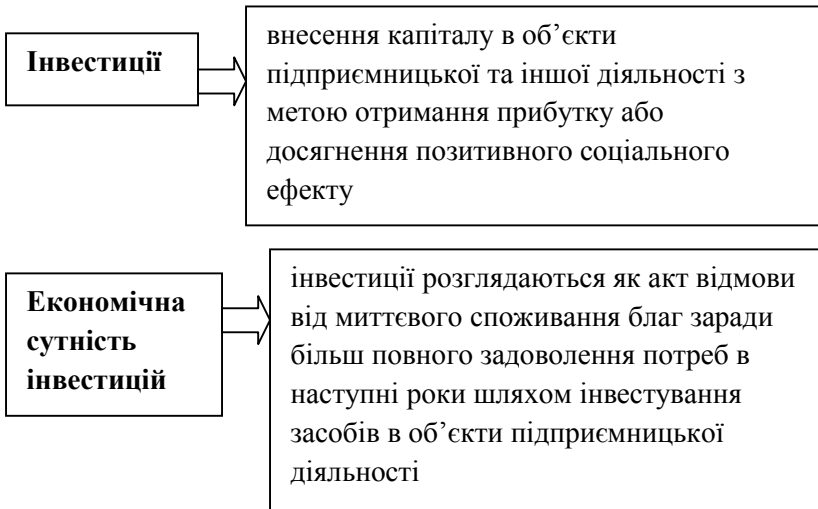 Інвестиції
внесення капіталу в об’єкти
підприємницької та іншої діяльності з
метою отримання прибутку або
досягнення позитивного соціального
ефекту
Економічна
сутність
інвестицій
інвестиції розглядаються як акт відмови
від миттєвого споживання благ заради
більш повного задоволення потреб в
наступні роки шляхом інвестування
засобів в об’єкти підприємницької
діяльності